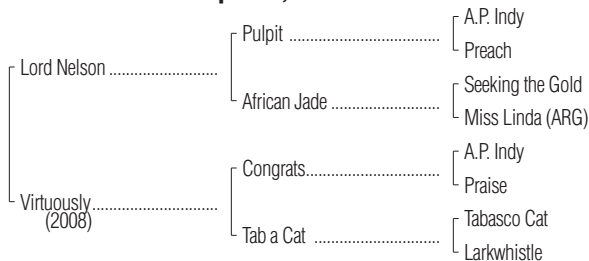 A.P. Indy
Pulpit ................................
Preach
Lord Nelson .......................
Seeking the Gold
African Jade .......................
Miss Linda (ARG)
A.P. Indy
Congrats............................
Praise
Virtuously..........................
(2008)
Tabasco Cat
Tab a Cat ..........................
Larkwhistle